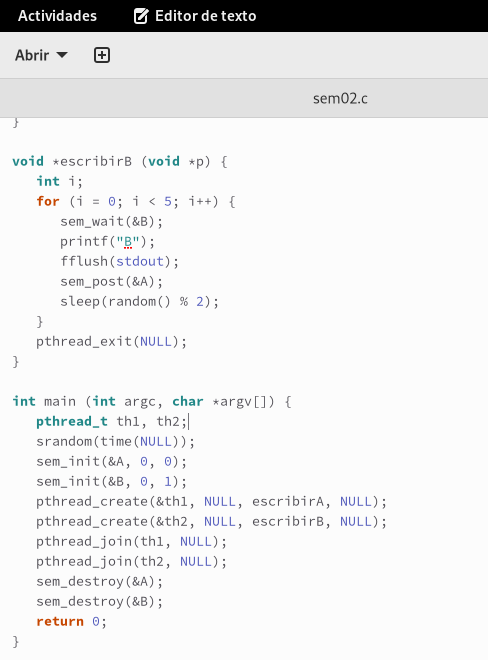 Actividades Editor de texto
Abrir
sem02.c
}
void *escribirB (void *p) {
int i;
for (i = 0; i < 5; i++) {
sem_wait(&B);
printf("B");
fflush(stdout);
sem_post(&A);
sleep(random() % 2);
}
pthread_exit(NULL);
}
int main (int argc, char *argv[]) {
pthread_t th1, th2;
srandom(time(NULL));
sem_init(&A, 0, 0);
sem_init(&B, 0, 1);
pthread_create(&th1, NULL, escribirA, NULL);
pthread_create(&th2, NULL, escribirB, NULL);
pthread_join(th1, NULL);
pthread_join(th2, NULL);
sem_destroy(&A);
sem_destroy(&B);
return 0;
}